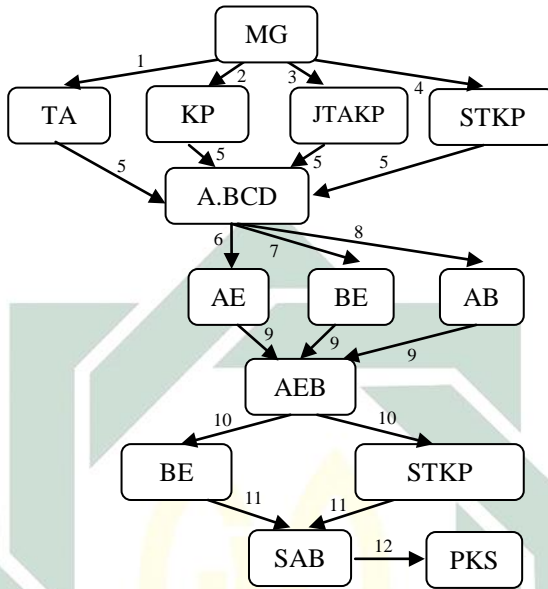 MG
1 2 3 4
TA KP JTAKP STKP
5 5 5 5
A.BCD
6 7 8
AE BE AB
9 9 9
AEB
10 10
BE STKP
11 11
SAB 12 PKS